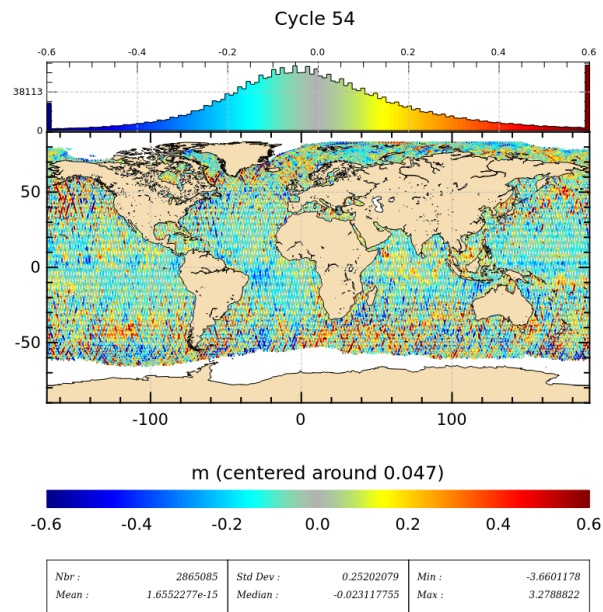 Cycle 54
-0.6 -0.4 -0.2 0.0 0.2 0.4 0.6
38113
0
50
0
-50
-100 0 100
m (centered around 0.047)
-0.6 -0.4 -0.2 0.0 0.2 0.4 0.6
Nbr : 2865085 Std Dev : 0.25202079 Min : -3.6601178
Mean : 1.6552277e-15 Median : -0.023117755 Max : 3.2788822